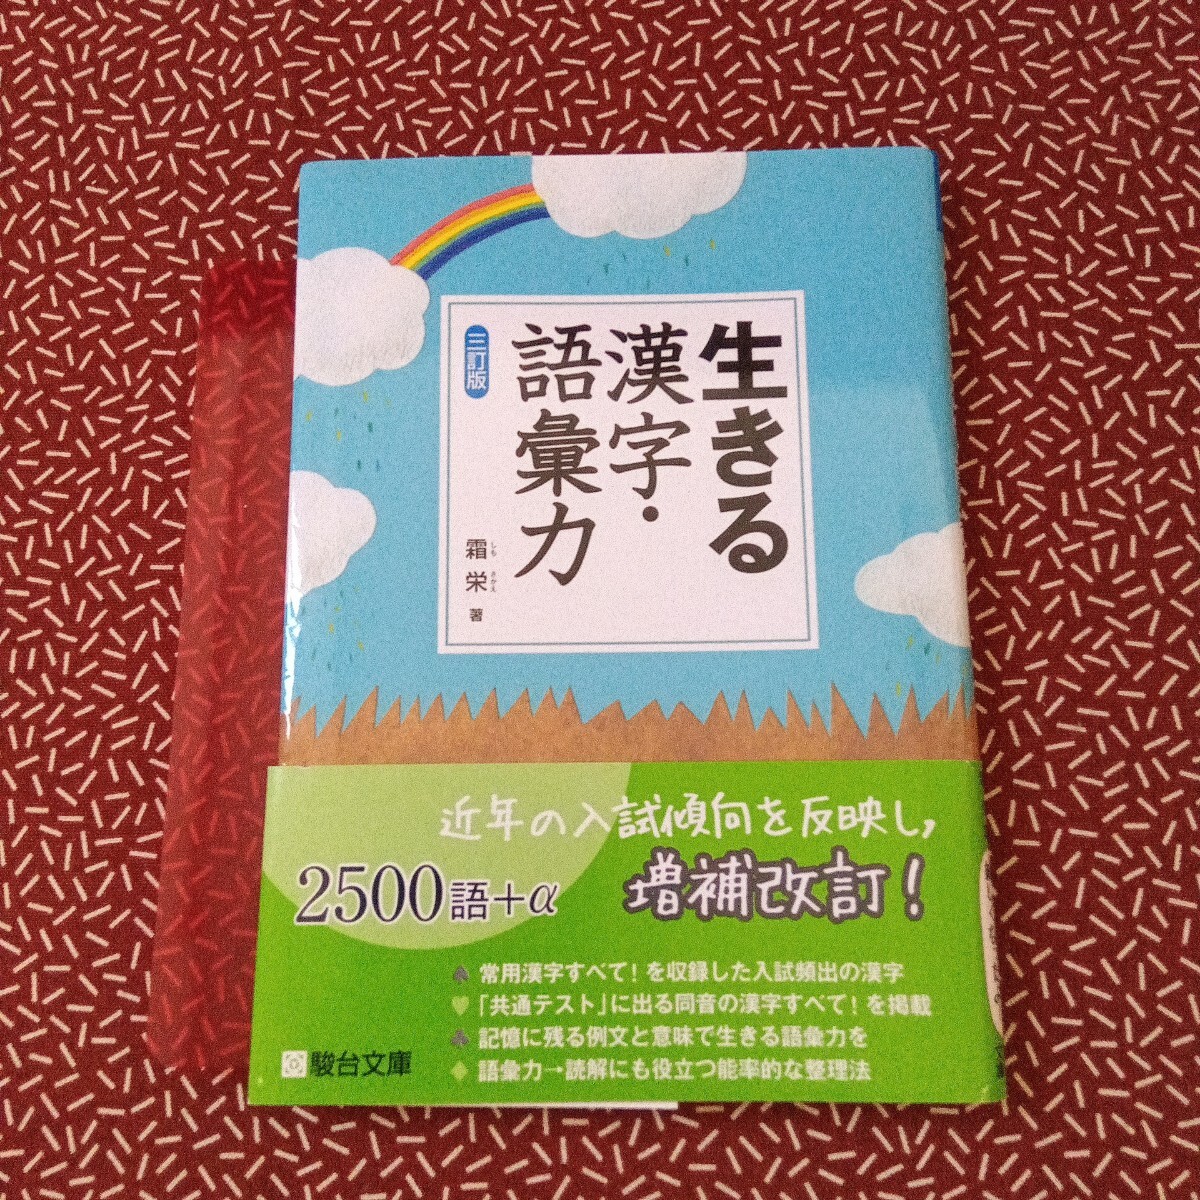 生きる
漢字・
語彙力
三訂版
霜 しも
栄 さかえ
著
近年の入試傾向を反映し,
2500語+α
増補改訂!
♠ 常用漢字すべて!を収録した入試頻出の漢字
♥ 「共通テスト」に出る同音の漢字すべて!を掲載
♣ 記憶に残る例文と意味で生きる語彙力を
♦ 語彙力→読解にも役立つ能率的な整理法
駿台文庫